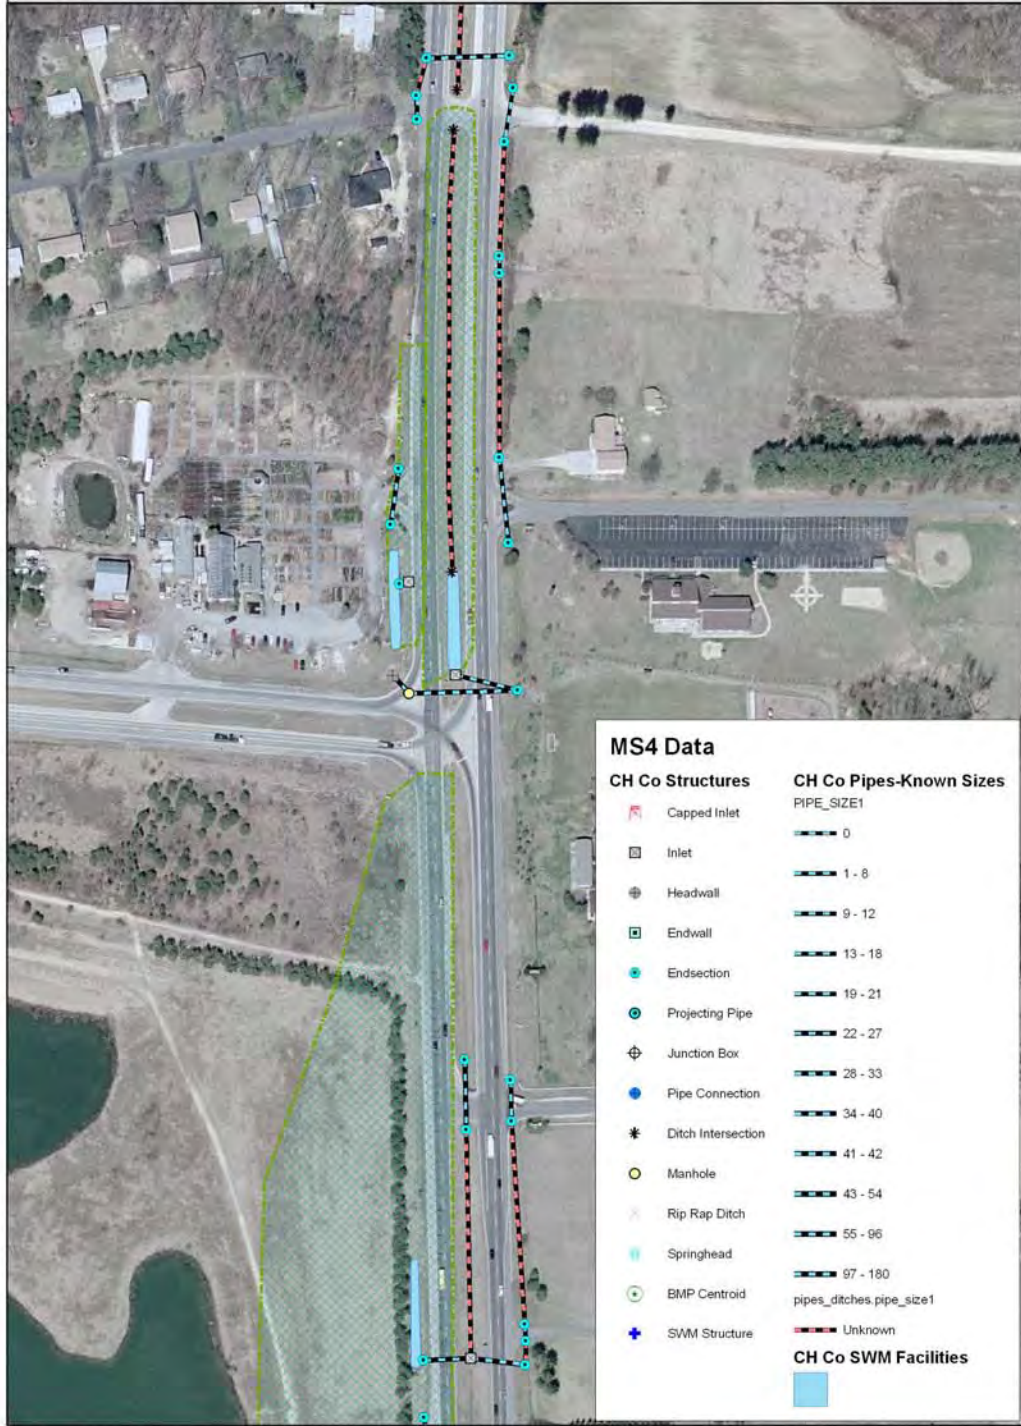 MS4 Data
CH Co Structures
Capped Inlet
Inlet
Headwall
Endwall
Endsection
Projecting Pipe
Junction Box
Pipe Connection
Ditch Intersection
Manhole
Rip Rap Ditch
Springhead
BMP Centroid
SWM Structure
CH Co Pipes-Known Sizes
PIPE_SIZE1
0
1 - 8
9 - 12
13 - 18
19 - 21
22 - 27
28 - 33
34 - 40
41 - 42
43 - 54
55 - 96
97 - 180
pipes_ditches.pipe_size1
Unknown
CH Co SWM Facilities